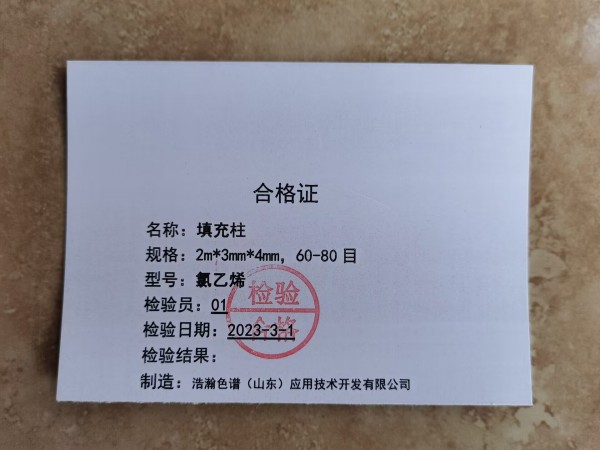 合格证
名称：填充柱
规格：2m*3mm*4mm，60-80 目
型号：氯乙烯
检验员：01
检验
合格
检验日期：2023-3-1
检验结果：
制造：浩瀚色谱（山东）应用技术开发有限公司